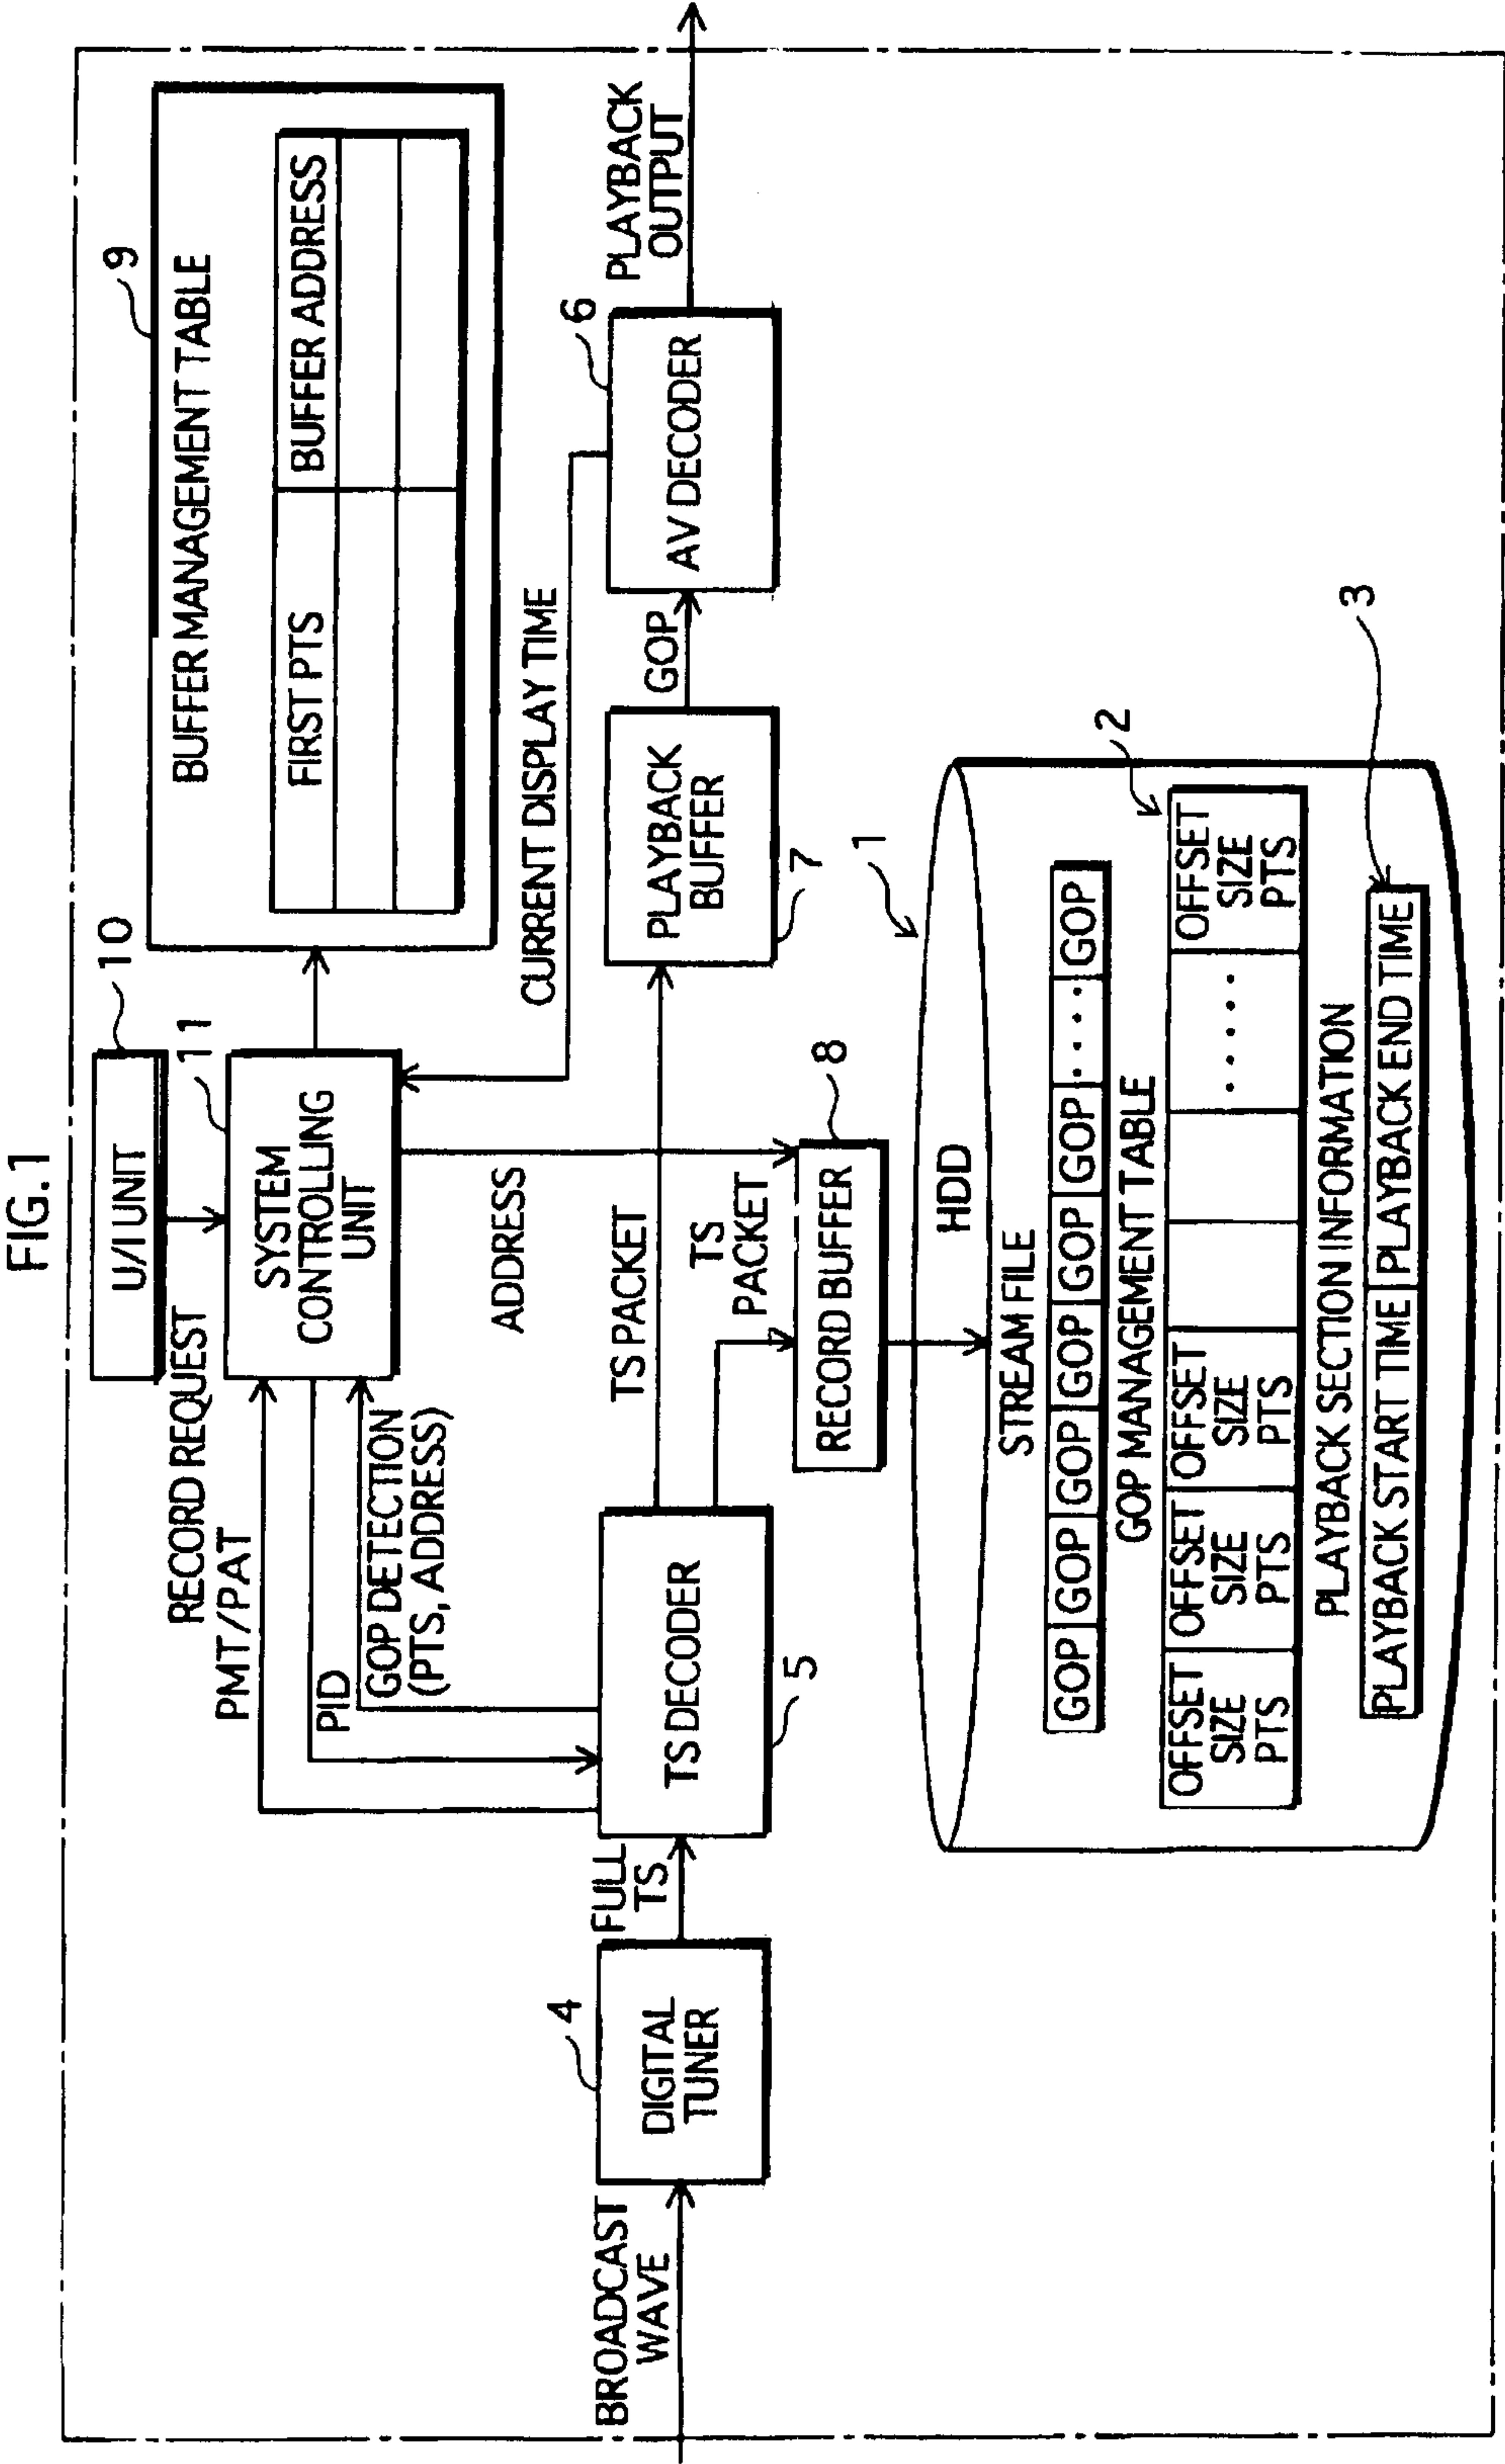 FIG.1
U/I UNIT
10
RECORD REQUEST
SYSTEM
CONTROLLING
UNIT
11
9
BUFFER MANAGEMENT TABLE
FIRST PTS
BUFFER ADDRESS
PMT/PAT
PID
GOP DETECTION
(PTS, ADDRESS)
ADDRESS
CURRENT DISPLAY TIME
BROADCAST
WAVE
DIGITAL
TUNER
4
FULL
TS
TS DECODER
5
TS PACKET
TS
PACKET
PLAYBACK
BUFFER
7
GOP
AV DECODER
6
PLAYBACK
OUTPUT
RECORD BUFFER
8
HDD
1
STREAM FILE
GOP GOP GOP GOP GOP GOP ..... GOP
GOP MANAGEMENT TABLE
2
OFFSET
SIZE
PTS
OFFSET
SIZE
PTS
OFFSET
SIZE
PTS
.....
OFFSET
SIZE
PTS
PLAYBACK SECTION INFORMATION
PLAYBACK START TIME
PLAYBACK END TIME
3